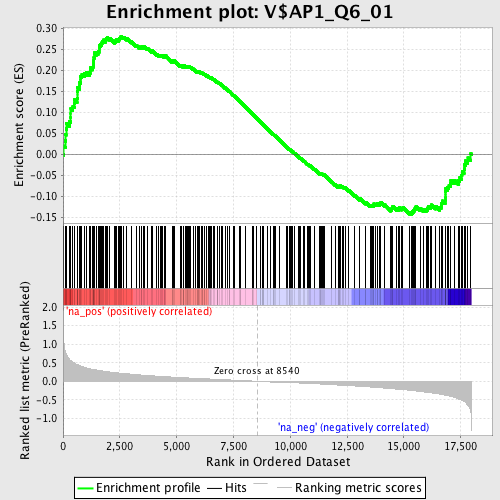 Enrichment plot: V$AP1_Q6_01
Enrichment score (ES)
0.30
0.25
0.20
0.15
0.10
0.05
0.00
-0.05
-0.10
-0.15
Ranked list metric (PreRanked)
2.0
1.5
1.0
0.5
0.0
-0.5
-1.0
'na_pos' (positively correlated)
Zero cross at 8540
'na_neg' (negatively correlated)
0 2,500 5,000 7,500 10,000 12,500 15,000 17,500
Rank in Ordered Dataset
Enrichment profile Hits Ranking metric scores